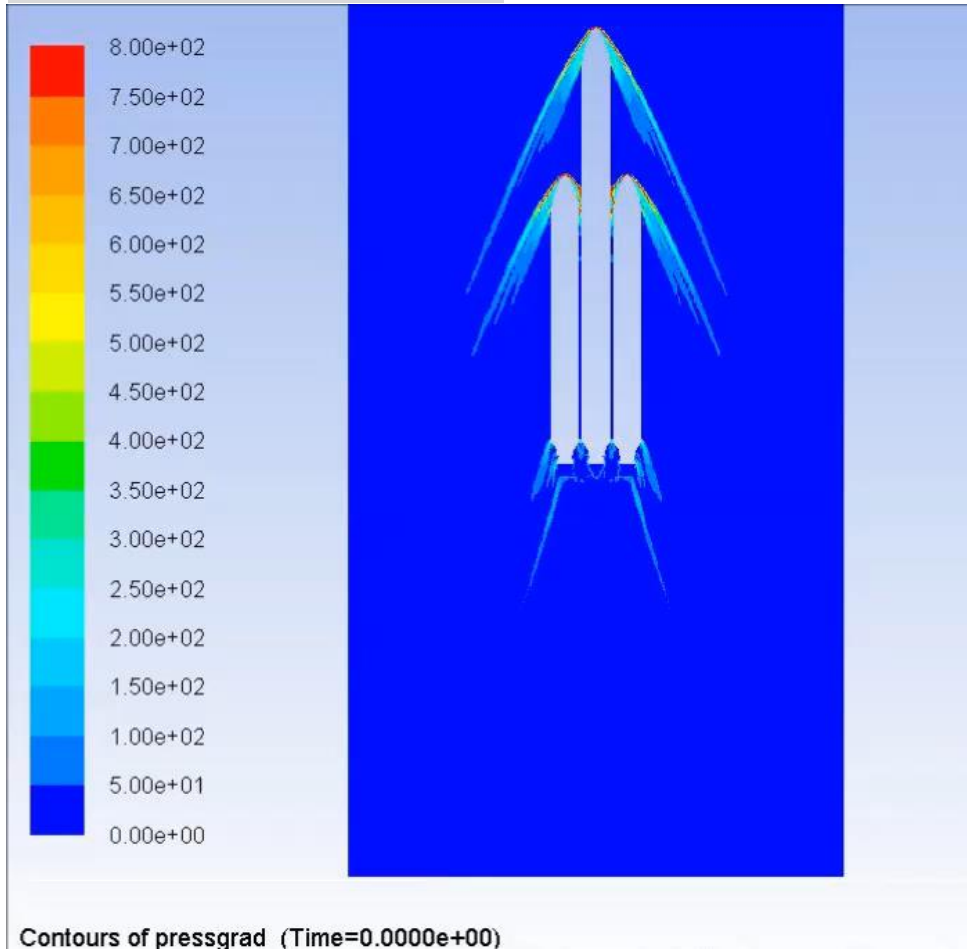 8.00e+02
7.50e+02
7.00e+02
6.50e+02
6.00e+02
5.50e+02
5.00e+02
4.50e+02
4.00e+02
3.50e+02
3.00e+02
2.50e+02
2.00e+02
1.50e+02
1.00e+02
5.00e+01
0.00e+00
Contours of pressgrad (Time=0.0000e+00)